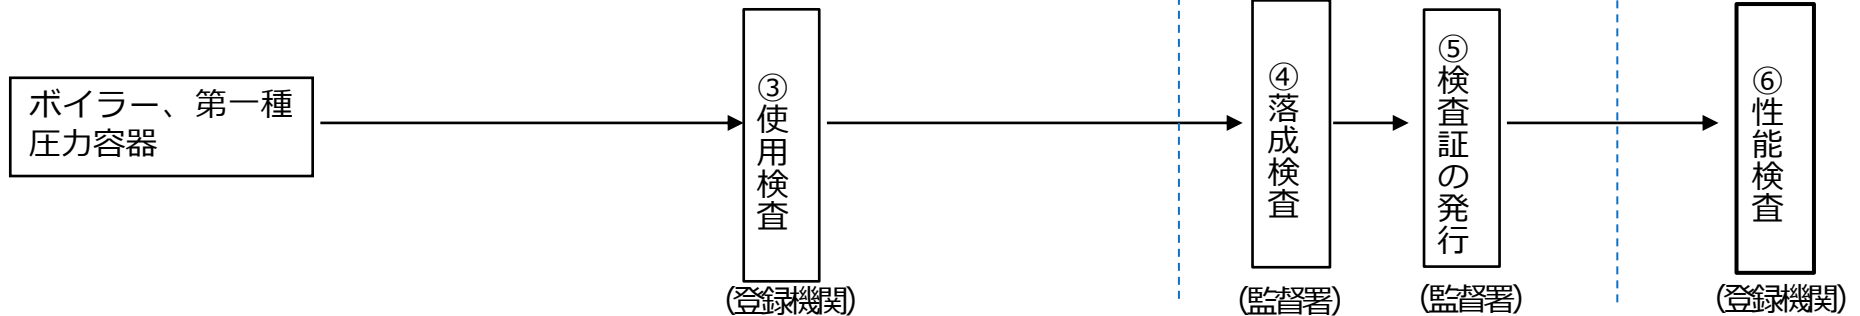 ボイラー、第一種
圧力容器
③使用検査
(登録機関)
④落成検査
(監督署)
⑤検査証の発行
(監督署)
⑥性能検査
(登録機関)